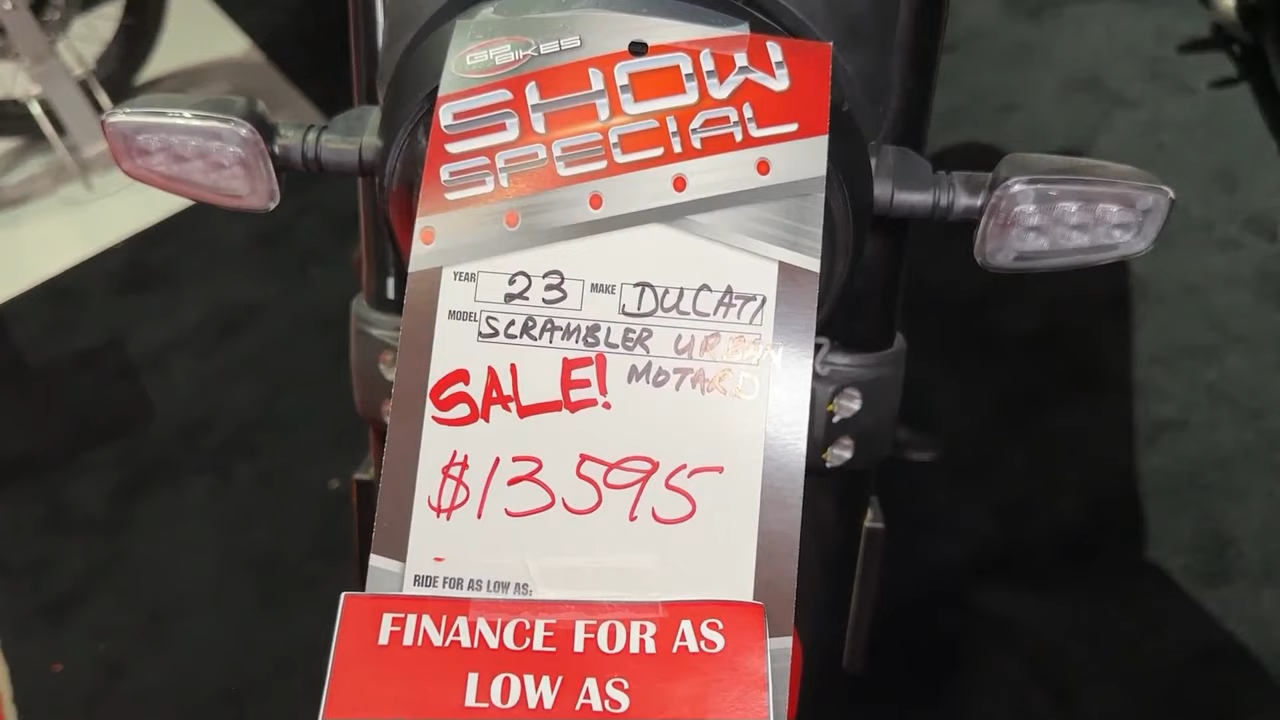 GP BIKES
SHOW
SPECIAL
YEAR 23 MAKE DUCATI
MODEL SCRAMBLER URBAN
MOTARD
SALE!
$13595
RIDE FOR AS LOW AS:
FINANCE FOR AS
LOW AS